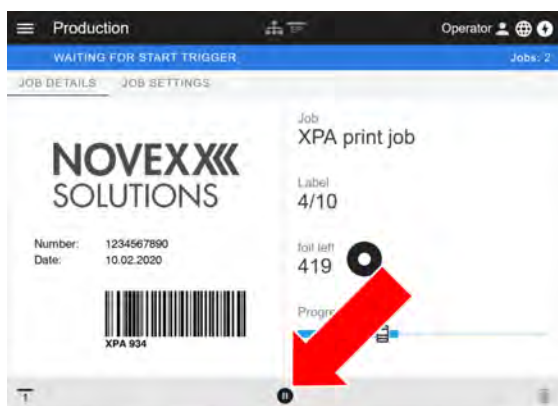 Production
Operator
WAITING FOR START TRIGGER
Jobs: 2
JOB DETAILS
JOB SETTINGS
Job
XPA print job
NOVEXX
SOLUTIONS
Label
4/10
Number: 1234567890
Date: 10.02.2020
foil left
419
XPA 934
1